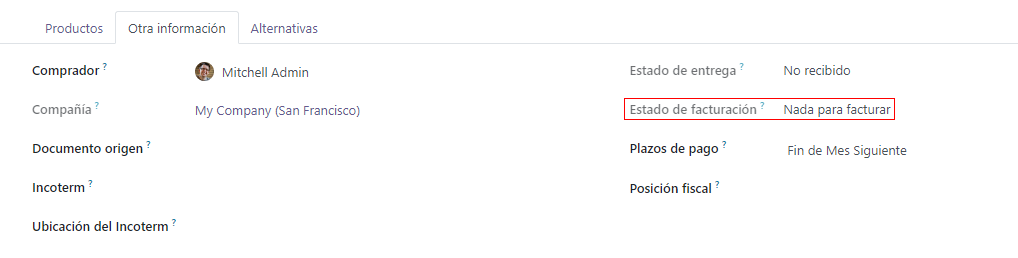 Productos Otra información Alternativas
Comprador ? Mitchell Admin
Estado de entrega ? No recibido
Compañía ? My Company (San Francisco)
Estado de facturación ? Nada para facturar
Documento origen ?
Plazos de pago ? Fin de Mes Siguiente
Incoterm ?
Posición fiscal ?
Ubicación del Incoterm ?